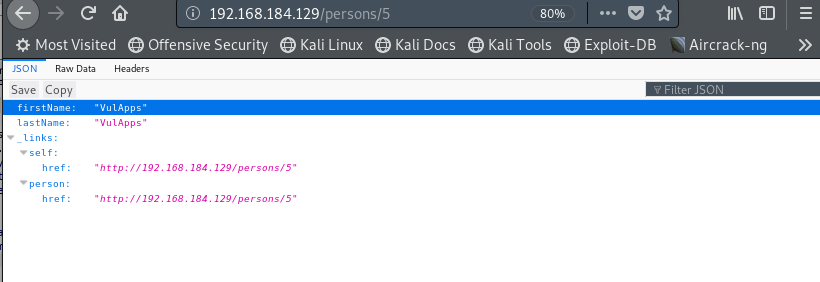 192.168.184.129/persons/5 80%
Most Visited Offensive Security Kali Linux Kali Docs Kali Tools Exploit-DB Aircrack-ng
JSON Raw Data Headers
Save Copy Filter JSON
firstName: "VulApps"
lastName: "VulApps"
_links:
self:
href: "http://192.168.184.129/persons/5"
person:
href: "http://192.168.184.129/persons/5"